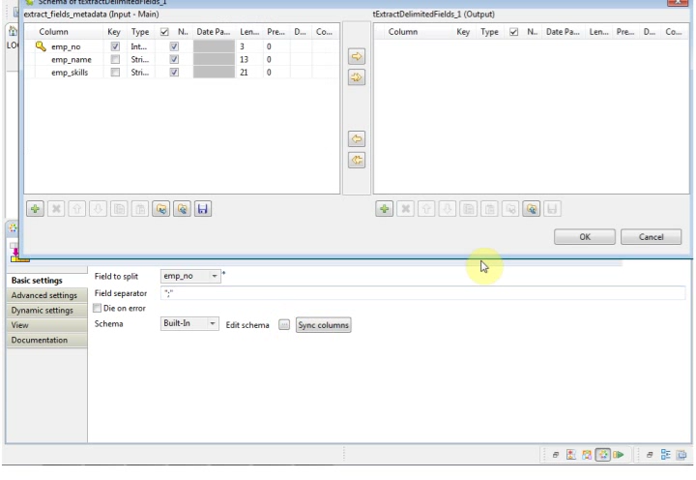 Schema of tExtractDelimitedFields_1
extract_fields_metadata (Input - Main)
tExtractDelimitedFields_1 (Output)
Column Key Type N.. Date Pa... Len... Pre... D... Co...
emp_no Int... 3 0
emp_name Stri... 13 0
emp_skills Stri... 21 0
Column Key Type N.. Date Pa... Len... Pre... D... Co...
OK Cancel
LO
Basic settings
Advanced settings
Dynamic settings
View
Documentation
Field to split emp_no *
Field separator ";"
Die on error
Schema Built-In Edit schema ... Sync columns